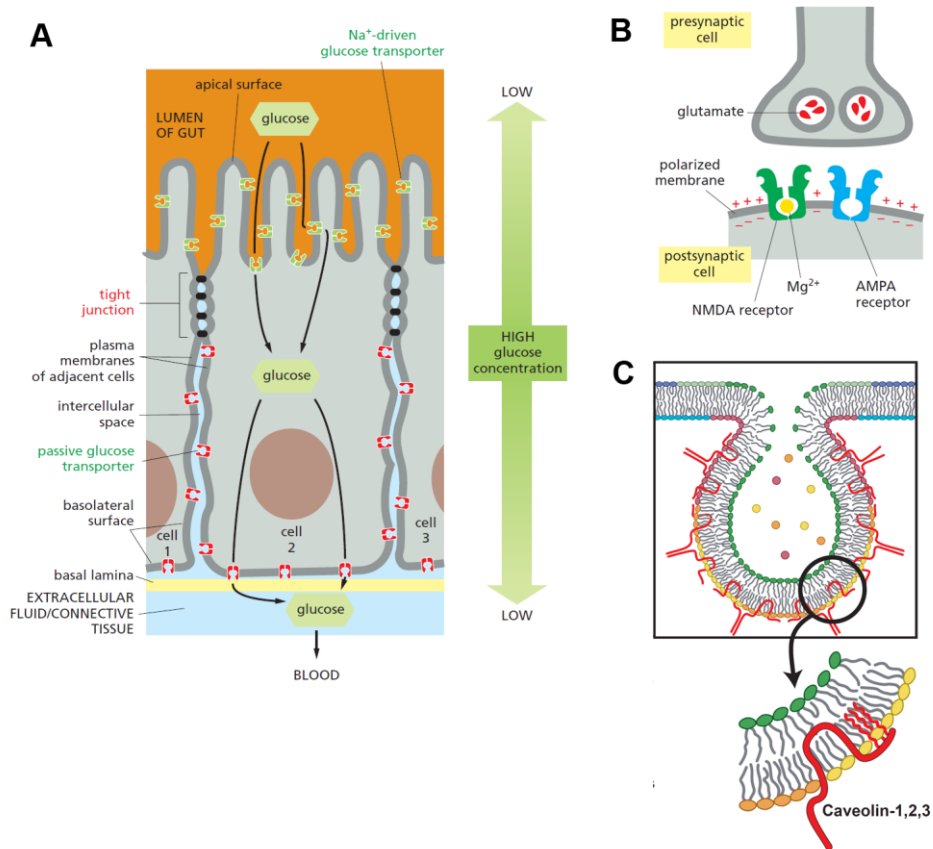 A
Na+-driven
glucose transporter
apical surface
LUMEN
OF GUT
glucose
LOW
tight
junction
plasma
membranes
of adjacent cells
glucose
HIGH
glucose
concentration
intercellular
space
passive glucose
transporter
basolateral
surface
cell
1
cell
2
cell
3
basal lamina
EXTRACELLULAR
FLUID/CONNECTIVE
TISSUE
glucose
LOW
BLOOD
B
presynaptic
cell
glutamate
polarized
membrane
+ + + + + + +
– – – – – – –
postsynaptic
cell
Mg2+
NMDA receptor
AMPA
receptor
C
Caveolin-1,2,3